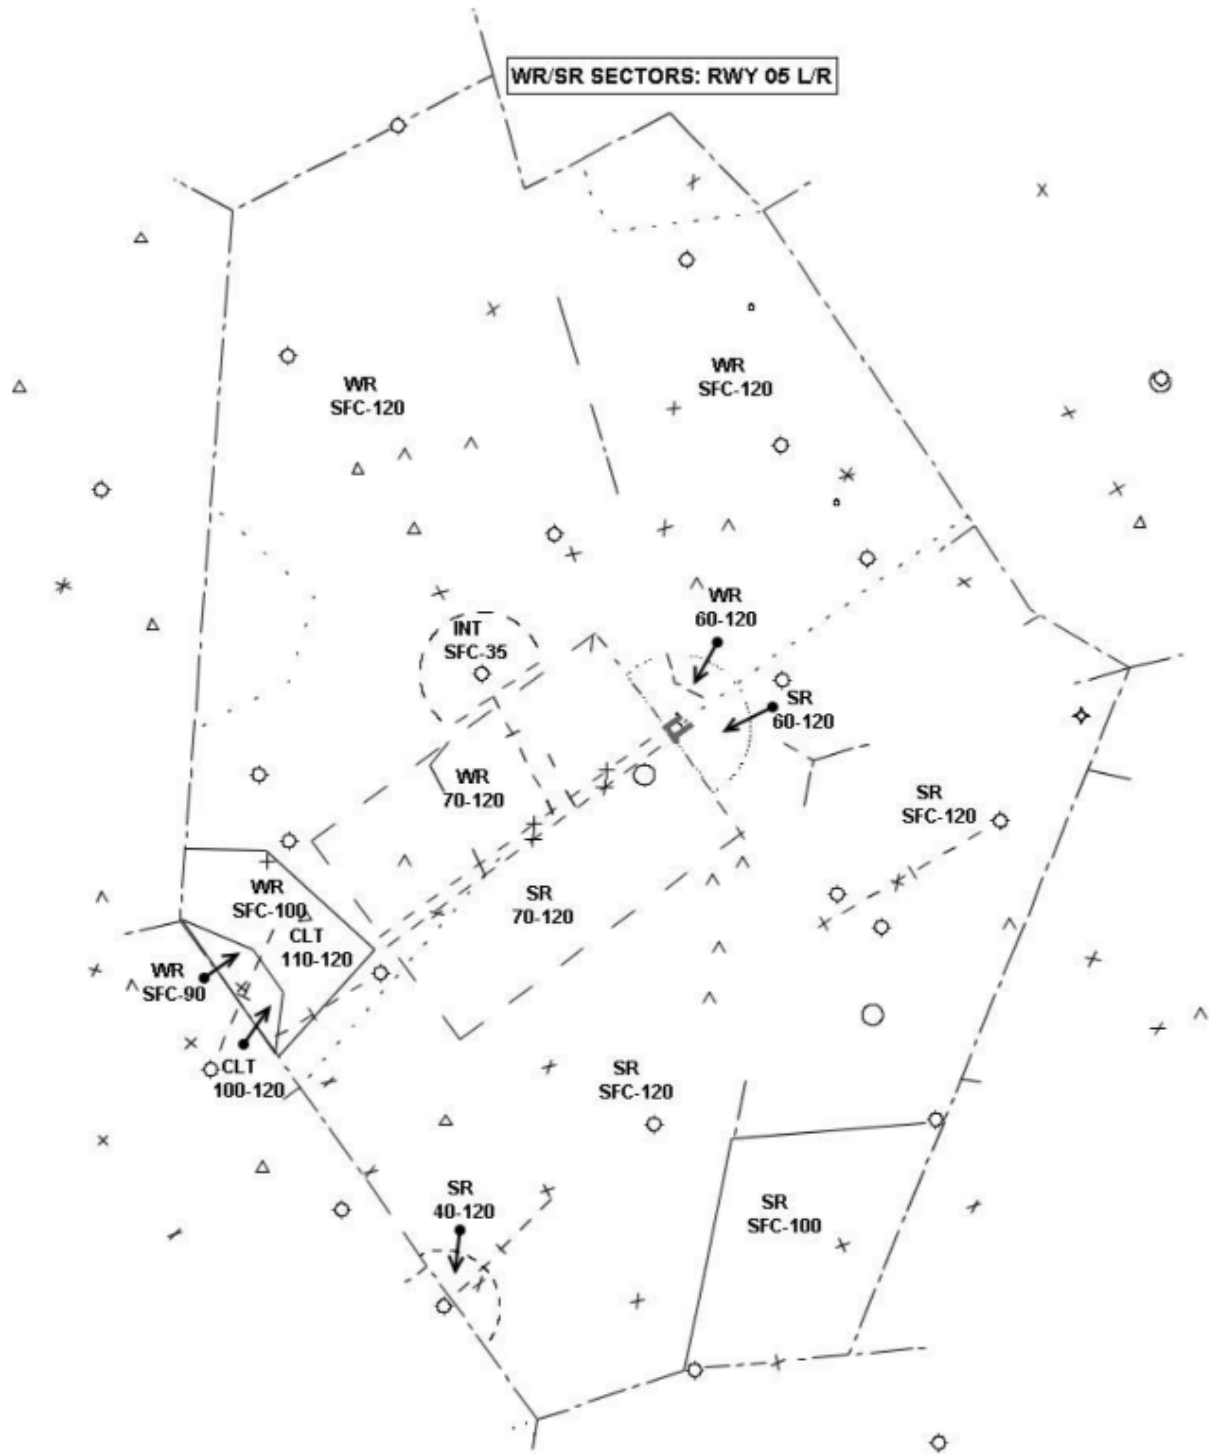 WR/SR SECTORS: RWY 05 L/R
WR
SFC-120
WR
SFC-120
WR
60-120
INT
SFC-35
SR
60-120
WR
70-120
SR
SFC-120
WR
SFC-100
SR
70-120
CLT
110-120
WR
SFC-90
CLT
100-120
SR
SFC-120
SR
40-120
SR
SFC-100